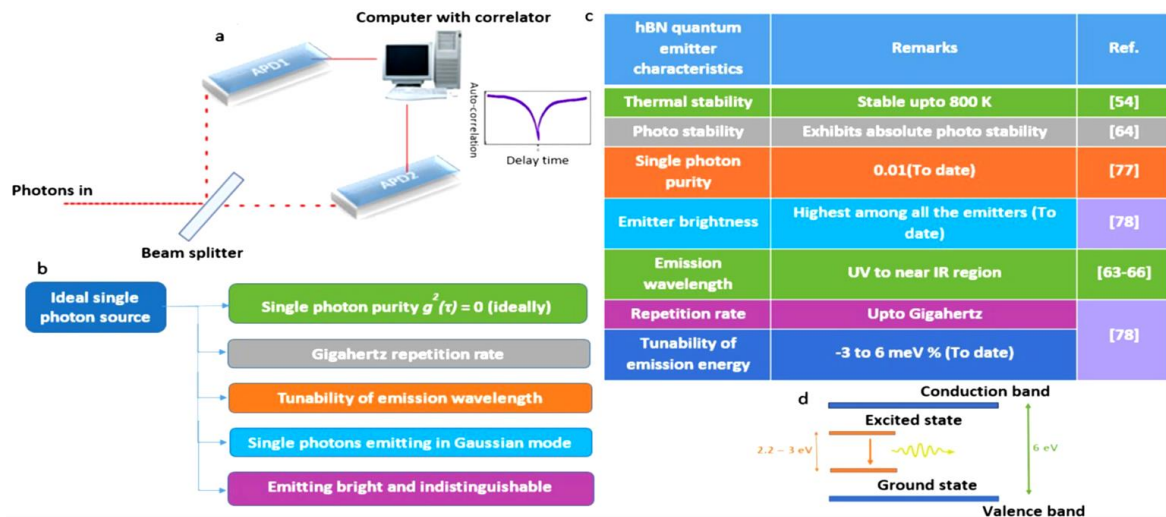 Computer with correlator
a
APD1
Auto-correlation
Delay time
APD2
Photons in
Beam splitter
b
Ideal single
photon source
Single photon purity g²(τ) = 0 (ideally)
Gigahertz repetition rate
Tunability of emission wavelength
Single photons emitting in Gaussian mode
Emitting bright and indistinguishable
c
hBN quantum
emitter
characteristics
Remarks
Ref.
Thermal stability
Stable upto 800 K
[54]
Photo stability
Exhibits absolute photo stability
[64]
Single photon
purity
0.01(To date)
[77]
Emitter brightness
Highest among all the emitters (To
date)
[78]
Emission
wavelength
UV to near IR region
[63-66]
Repetition rate
Upto Gigahertz
[78]
Tunability of
emission energy
-3 to 6 meV % (To date)
d
Conduction band
Excited state
2.2 – 3 eV
6 eV
Ground state
Valence band